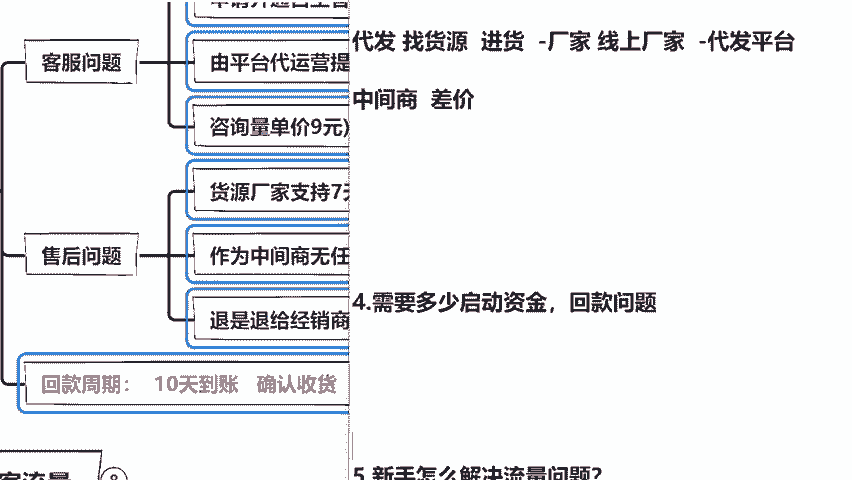 客服问题
由平台代运营提
咨询量单价9元)
货源厂家支持7天
售后问题
作为中间商无任
退是退给经销商
回款周期： 10天到账 确认收货
代发 找货源 进货 -厂家 线上厂家 -代发平台
中间商 差价
4.需要多少启动资金，回款问题
5.新手怎么解决流量问题？